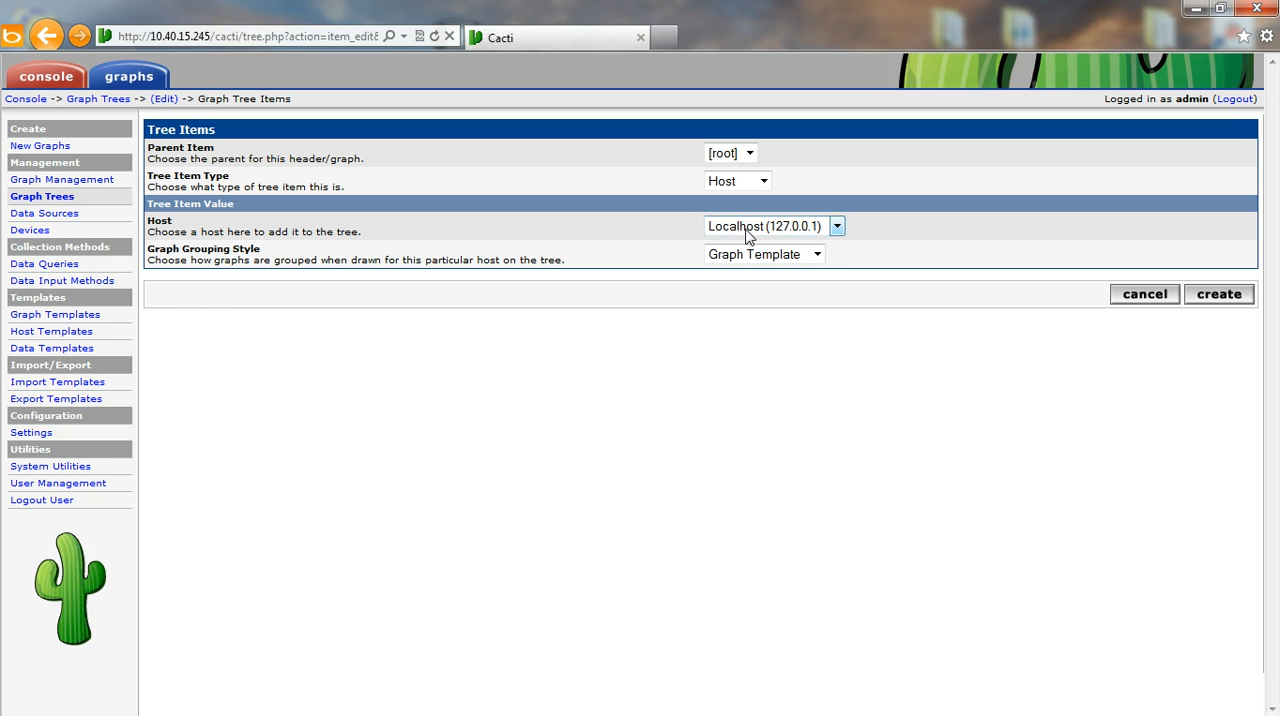 http://10.40.15.245/cacti/tree.php?action=item_edit&
Cacti
console
graphs
Console -> Graph Trees -> (Edit) -> Graph Tree Items
Logged in as admin (Logout)
Create
New Graphs
Management
Graph Management
Graph Trees
Data Sources
Devices
Collection Methods
Data Queries
Data Input Methods
Templates
Graph Templates
Host Templates
Data Templates
Import/Export
Import Templates
Export Templates
Configuration
Settings
Utilities
System Utilities
User Management
Logout User
Tree Items
Parent Item
Choose the parent for this header/graph.
[root]
Tree Item Type
Choose what type of tree item this is.
Host
Tree Item Value
Host
Choose a host here to add it to the tree.
Localhost (127.0.0.1)
Graph Grouping Style
Choose how graphs are grouped when drawn for this particular host on the tree.
Graph Template
cancel
create